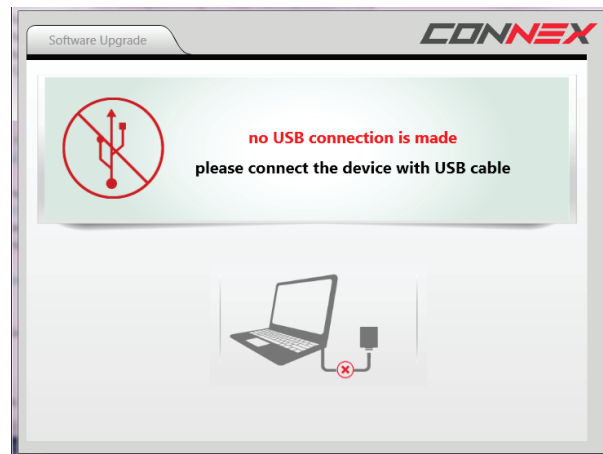 Software Upgrade
CONNEX
no USB connection is made
please connect the device with USB cable